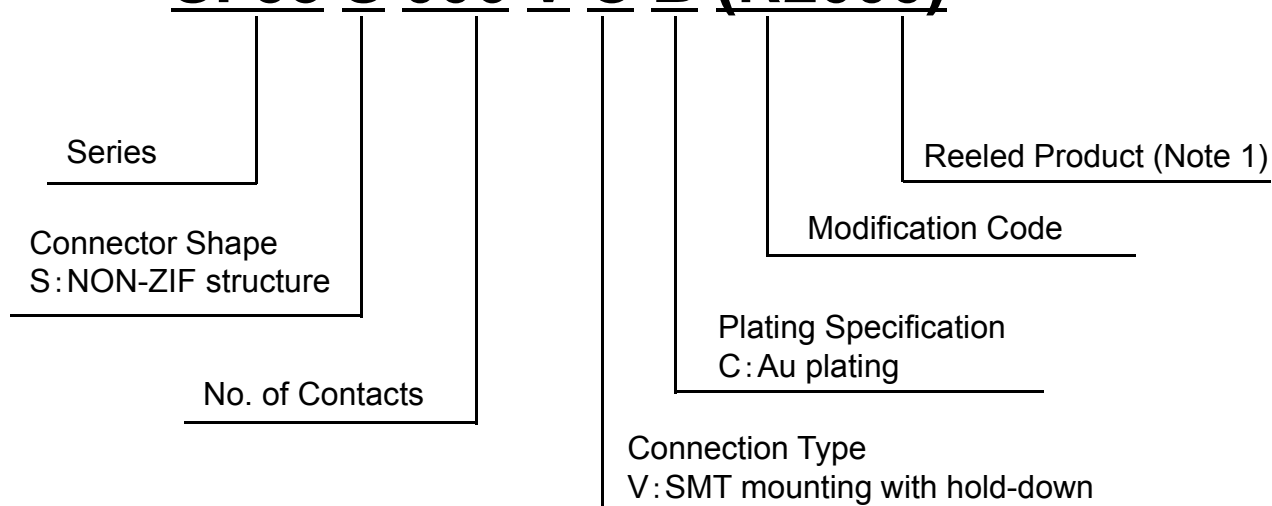 Series
Reeled Product (Note 1)
Modification Code
Connector Shape
S:NON-ZIF structure
Plating Specification
C:Au plating
No. of Contacts
Connection Type
V:SMT mounting with hold-down